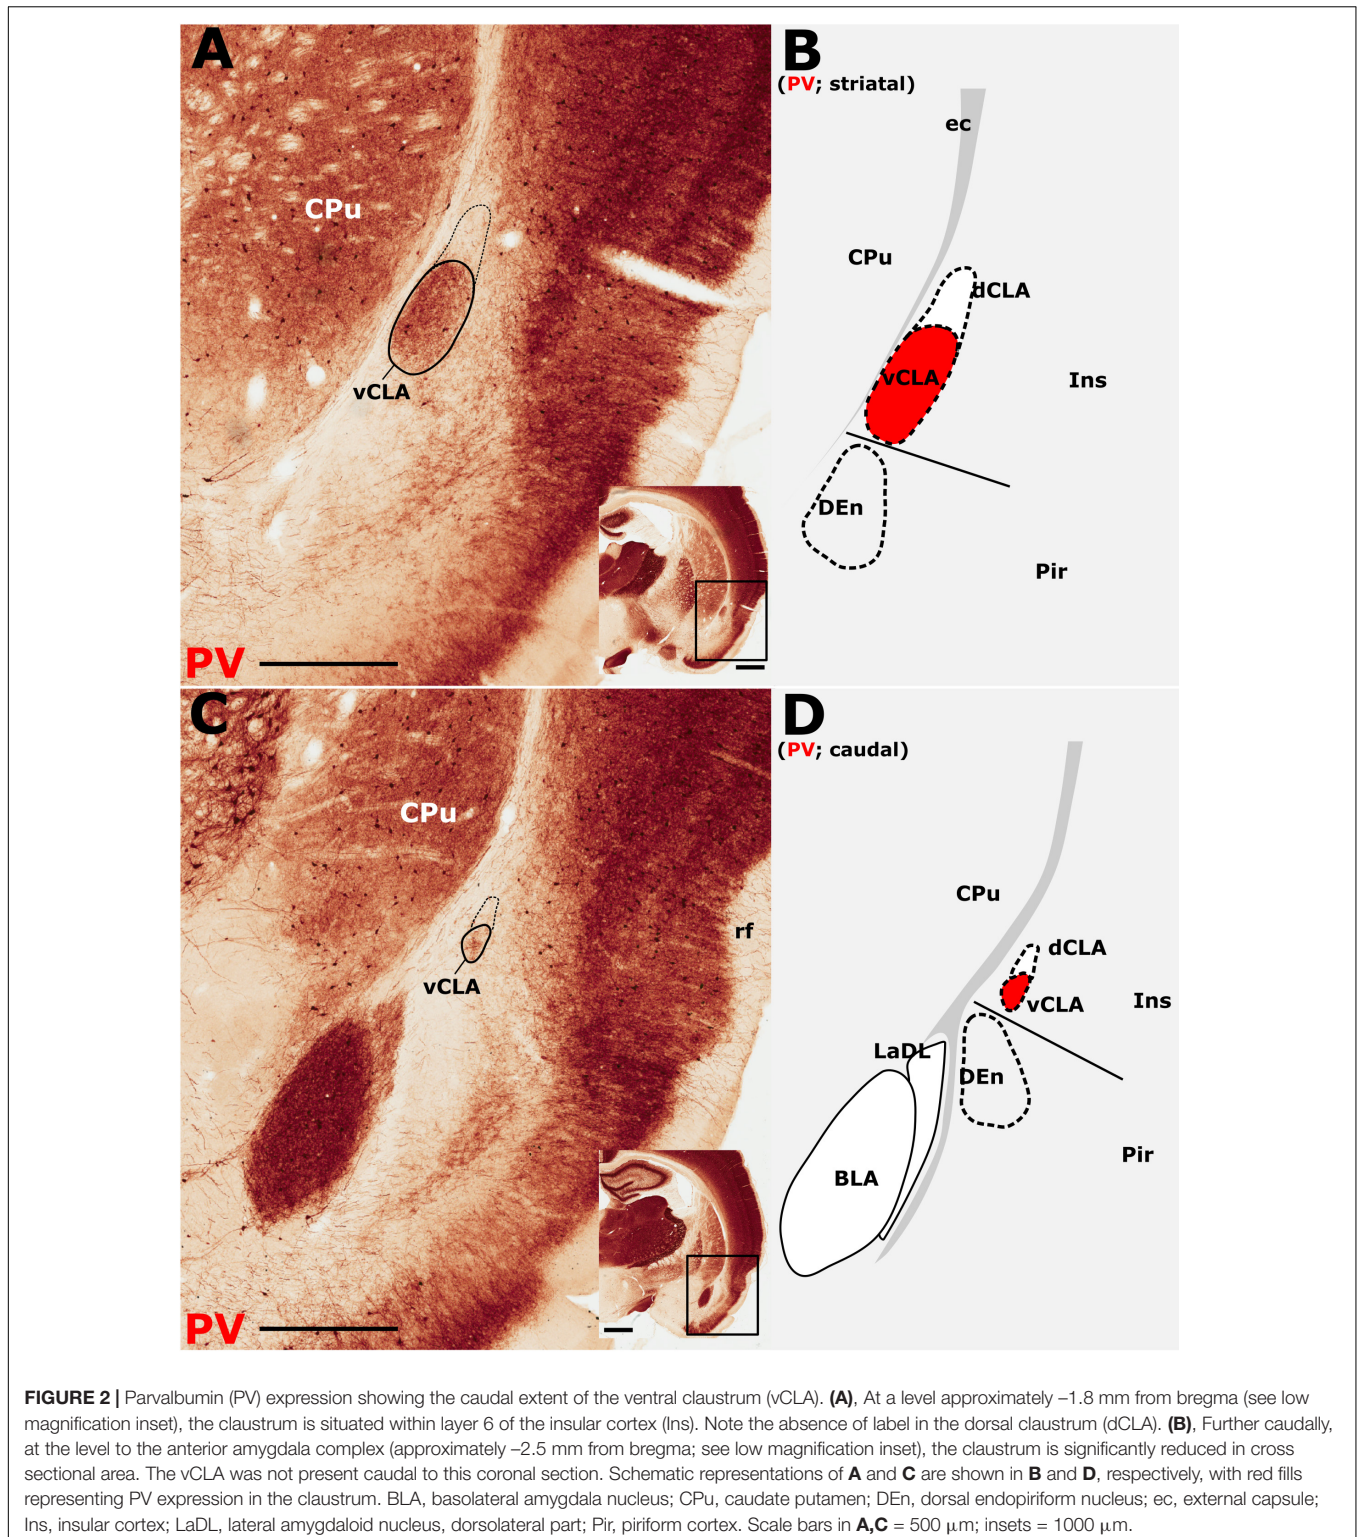 A
CPu
vCLA
PV
B
(PV; striatal)
ec
CPu
dCLA
vCLA
Ins
DEn
Pir
C
CPu
rf
vCLA
PV
D
(PV; caudal)
CPu
dCLA
vCLA
Ins
LaDL
DEn
BLA
Pir
FIGURE 2 | Parvalbumin (PV) expression showing the caudal extent of the ventral claustrum (vCLA). (A), At a level approximately –1.8 mm from bregma (see low
magnification inset), the claustrum is situated within layer 6 of the insular cortex (Ins). Note the absence of label in the dorsal claustrum (dCLA). (B), Further caudally,
at the level to the anterior amygdala complex (approximately –2.5 mm from bregma; see low magnification inset), the claustrum is significantly reduced in cross
sectional area. The vCLA was not present caudal to this coronal section. Schematic representations of A and C are shown in B and D, respectively, with red fills
representing PV expression in the claustrum. BLA, basolateral amygdala nucleus; CPu, caudate putamen; DEn, dorsal endopiriform nucleus; ec, external capsule;
Ins, insular cortex; LaDL, lateral amygdaloid nucleus, dorsolateral part; Pir, piriform cortex. Scale bars in A,C = 500 μm; insets = 1000 μm.